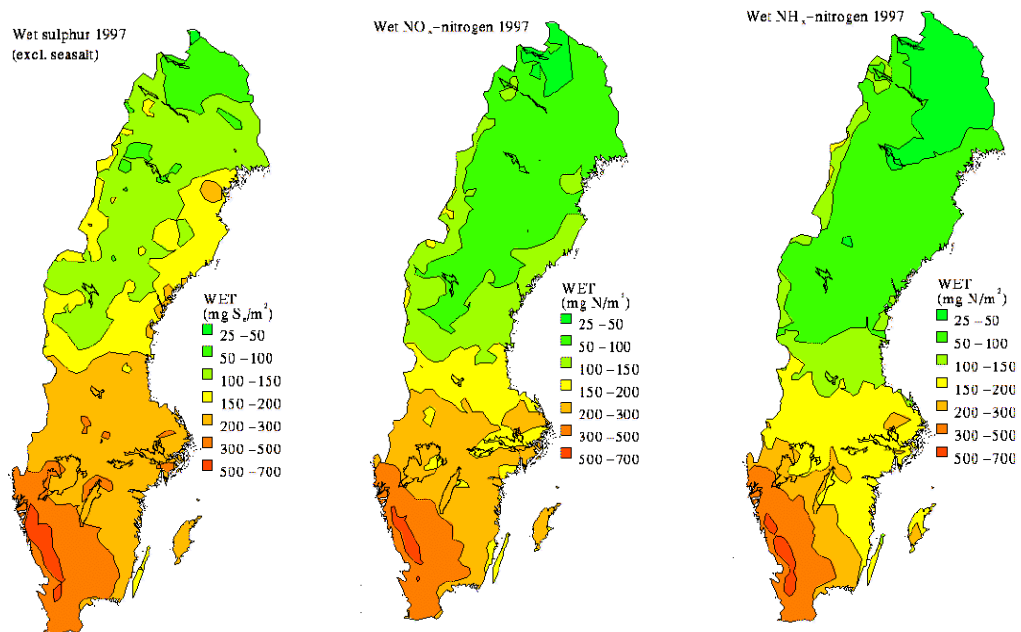 Wet sulphur 1997
(excl. seasalt)
WET
(mg Sₓ/m²)
25 –50
50 –100
100 –150
150 –200
200 –300
300 –500
500 –700
Wet NOₓ–nitrogen 1997
WET
(mg N/m²)
25 –50
50 –100
100 –150
150 –200
200 –300
300 –500
500 –700
Wet NHₓ–nitrogen 1997
WET
(mg N/m²)
25 –50
50 –100
100 –150
150 –200
200 –300
300 –500
500 –700